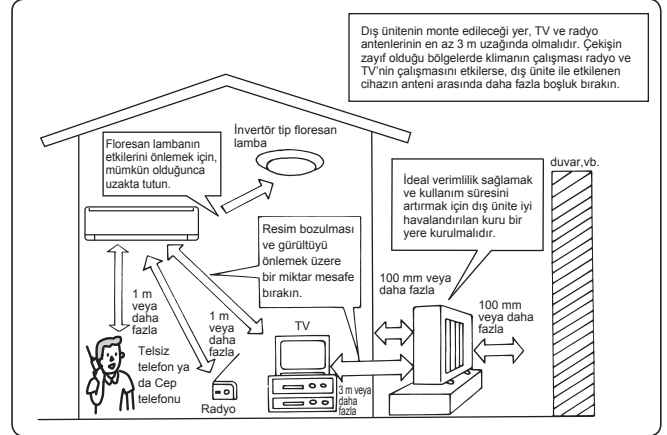 Dış ünitenin monte edileceği yer, TV ve radyo
antenlerinin en az 3 m uzağında olmalıdır. Çekişin
zayıf olduğu bölgelerde klimanın çalışması radyo ve
TV'nin çalışmasını etkilerse, dış ünite ile etkilenen
cihazın anteni arasında daha fazla boşluk bırakın.
İnvertör tip floresan
lamba
Floresan lambanın
etkilerini önlemek için,
mümkün olduğunca
uzakta tutun.
duvar,vb.
İdeal verimlilik sağlamak
ve kullanım süresini
artırmak için dış ünite iyi
havalandırılan kuru bir
yere kurulmalıdır.
Resim bozulması
ve gürültüyü
önlemek üzere
bir miktar mesafe
bırakın.
100 mm veya
daha fazla
100 mm
veya daha
fazla
1 m
veya
daha
fazla
1 m
veya
daha
fazla
TV
Telsiz
telefon ya
da Cep
telefonu
Radyo
3 m veya
daha
fazla